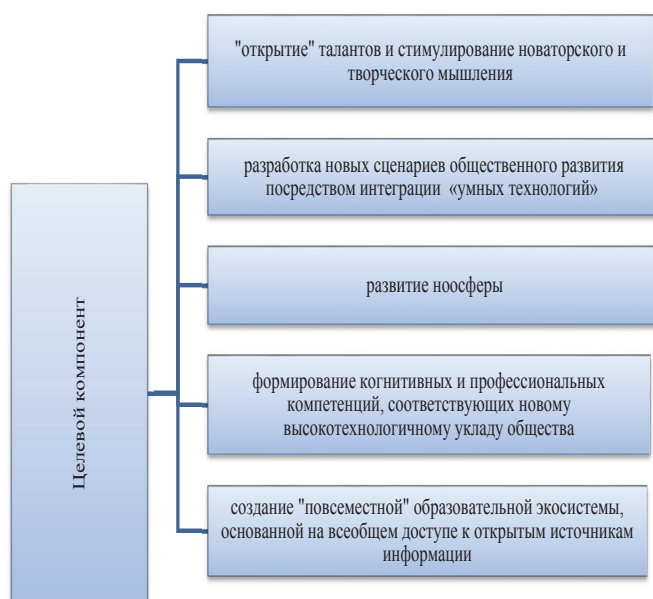 "открытие" талантов и стимулирование новаторского и
творческого мышления
разработка новых сценариев общественного развития
посредством интеграции «умных технологий»
Целевой компонент
развитие ноосферы
формирование когнитивных и профессиональных
компетенций, соответствующих новому
высокотехнологичному укладу общества
создание "повсеместной" образовательной экосистемы,
основанной на всеобщем доступе к открытым источникам
информации